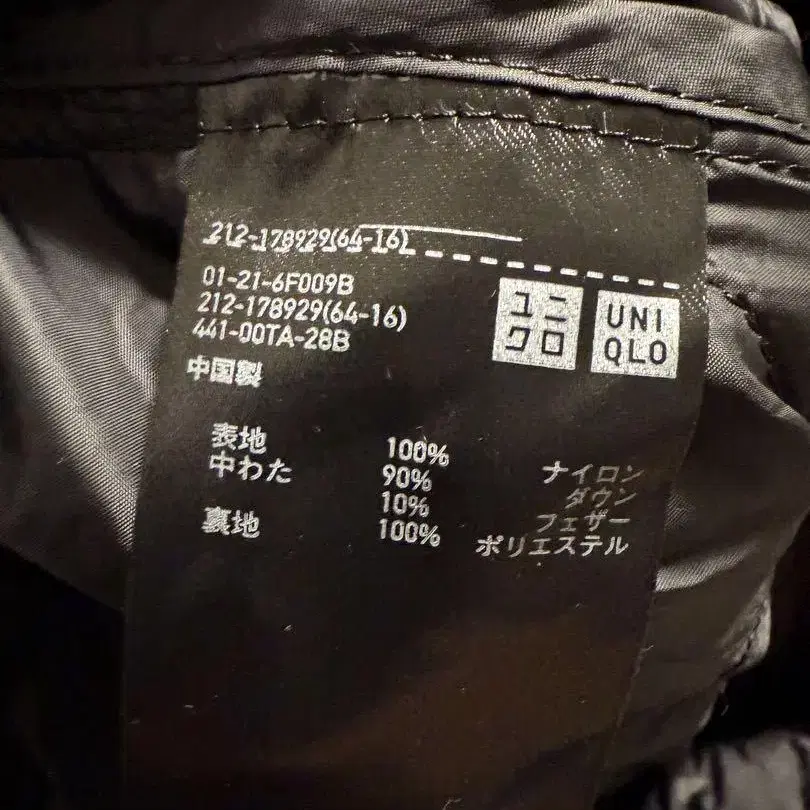 212-178929(64-16)
01-21-6F009B
212-178929(64-16)
441-00TA-28B
中国製
ユニ
クロ
UNI
QLO
表地 100% ナイロン
中わた 90% ダウン
10% フェザー
裏地 100% ポリエステル